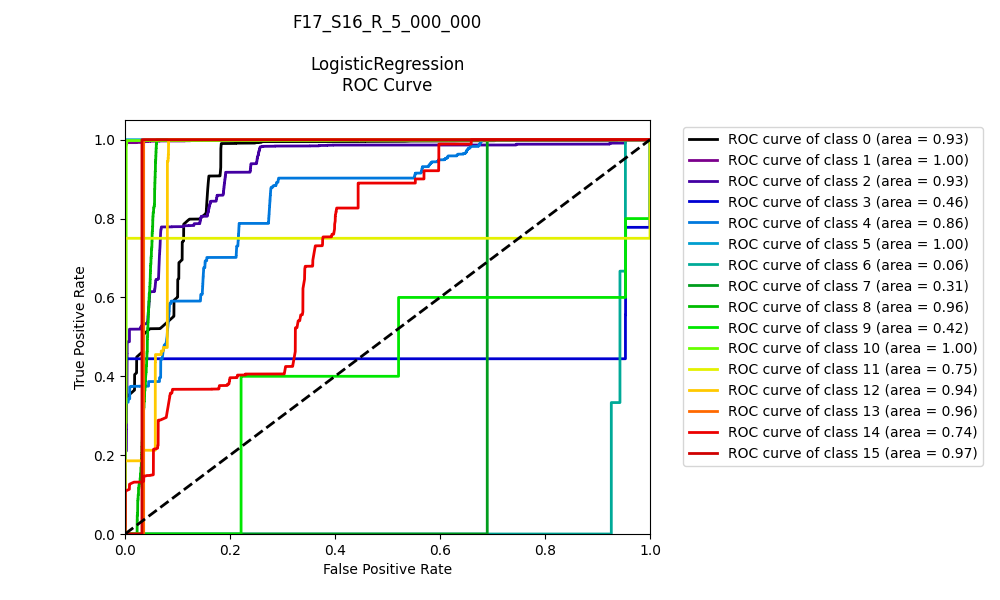 F17_S16_R_5_000_000
LogisticRegression
ROC Curve
True Positive Rate
1.0
0.8
0.6
0.4
0.2
0.0
0.0 0.2 0.4 0.6 0.8 1.0
False Positive Rate
ROC curve of class 0 (area = 0.93)
ROC curve of class 1 (area = 1.00)
ROC curve of class 2 (area = 0.93)
ROC curve of class 3 (area = 0.46)
ROC curve of class 4 (area = 0.86)
ROC curve of class 5 (area = 1.00)
ROC curve of class 6 (area = 0.06)
ROC curve of class 7 (area = 0.31)
ROC curve of class 8 (area = 0.96)
ROC curve of class 9 (area = 0.42)
ROC curve of class 10 (area = 1.00)
ROC curve of class 11 (area = 0.75)
ROC curve of class 12 (area = 0.94)
ROC curve of class 13 (area = 0.96)
ROC curve of class 14 (area = 0.74)
ROC curve of class 15 (area = 0.97)